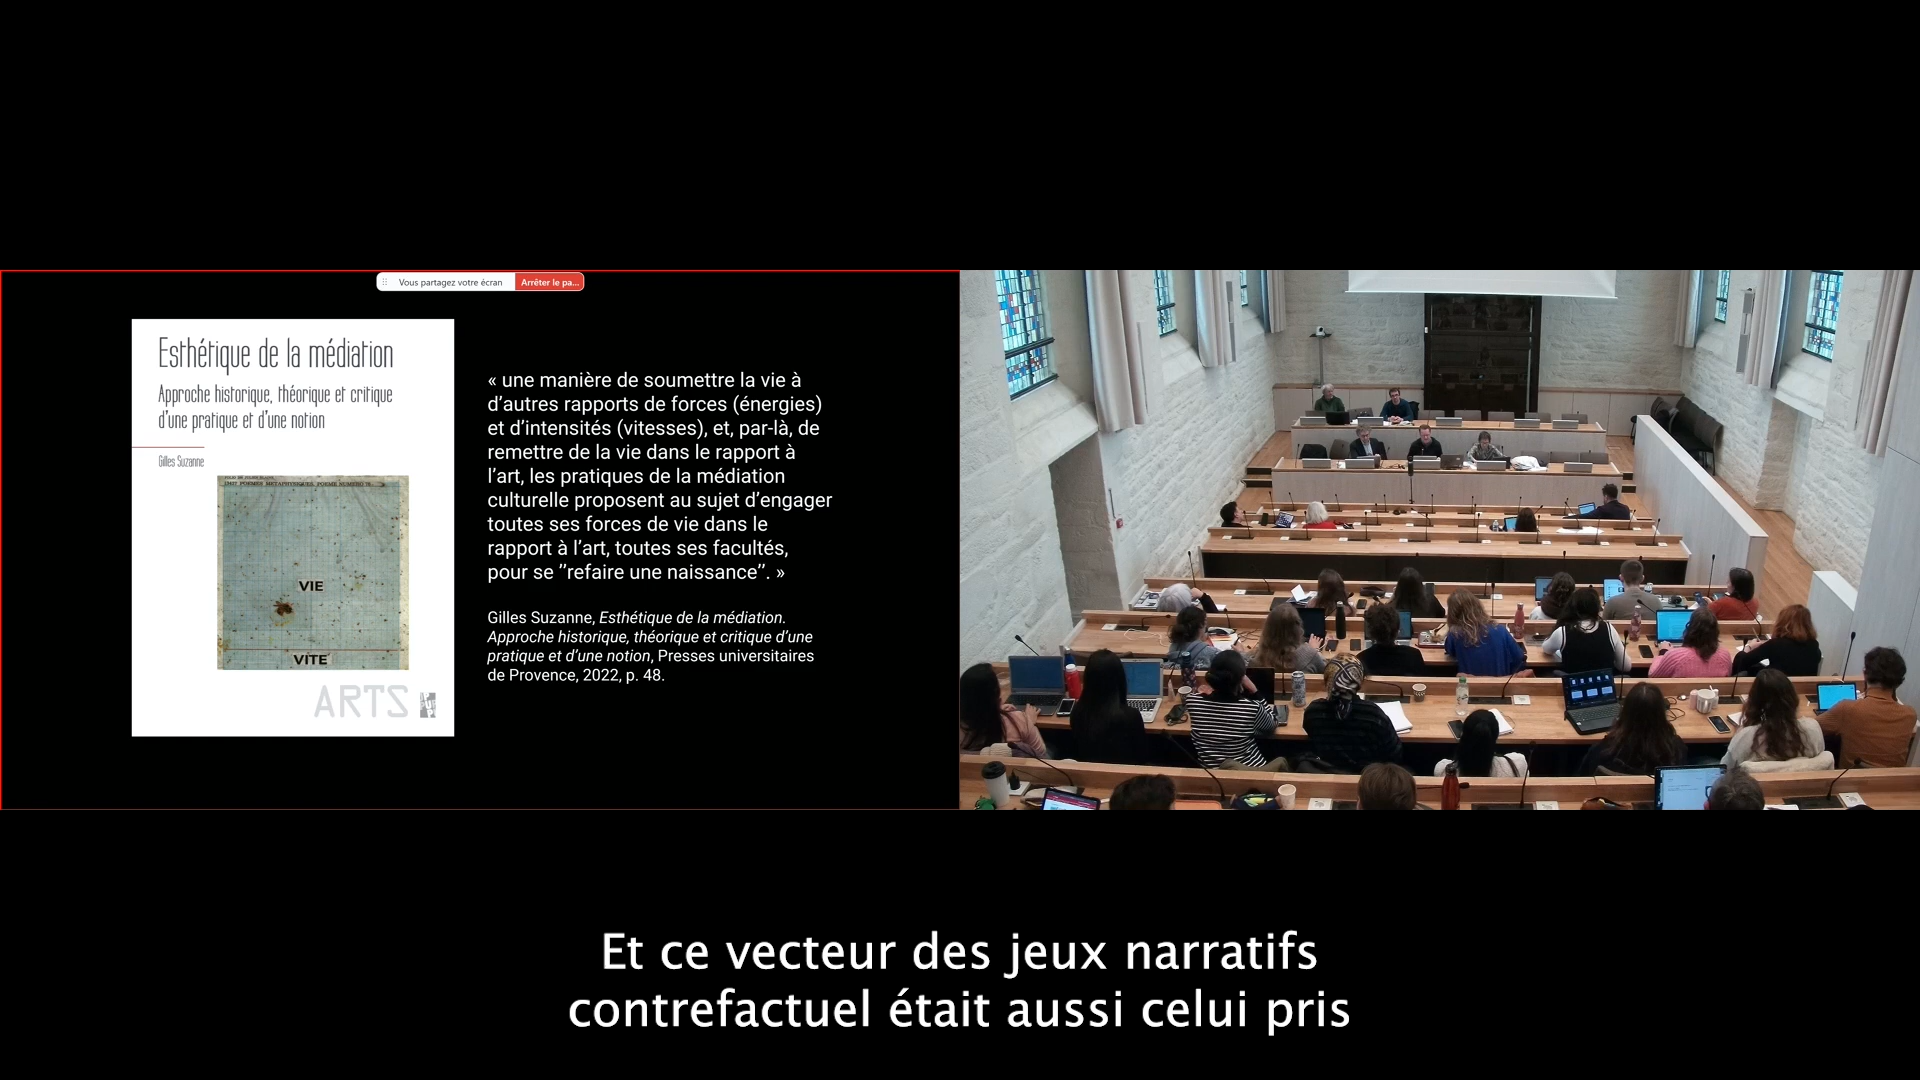 Vous partagez votre écran
Arrêter le pa...
Esthétique de la médiation
Approche historique, théorique et critique
d'une pratique et d'une notion
Gilles Suzanne
VIE
VITE
ARTS
« une manière de soumettre la vie à
d’autres rapports de forces (énergies)
et d’intensités (vitesses), et, par-là, de
remettre de la vie dans le rapport à
l’art, les pratiques de la médiation
culturelle proposent au sujet d’engager
toutes ses forces de vie dans le
rapport à l’art, toutes ses facultés,
pour se ’’refaire une naissance’’. »
Gilles Suzanne, Esthétique de la médiation.
Approche historique, théorique et critique d’une
pratique et d’une notion, Presses universitaires
de Provence, 2022, p. 48.
Et ce vecteur des jeux narratifs
contrefactuel était aussi celui pris